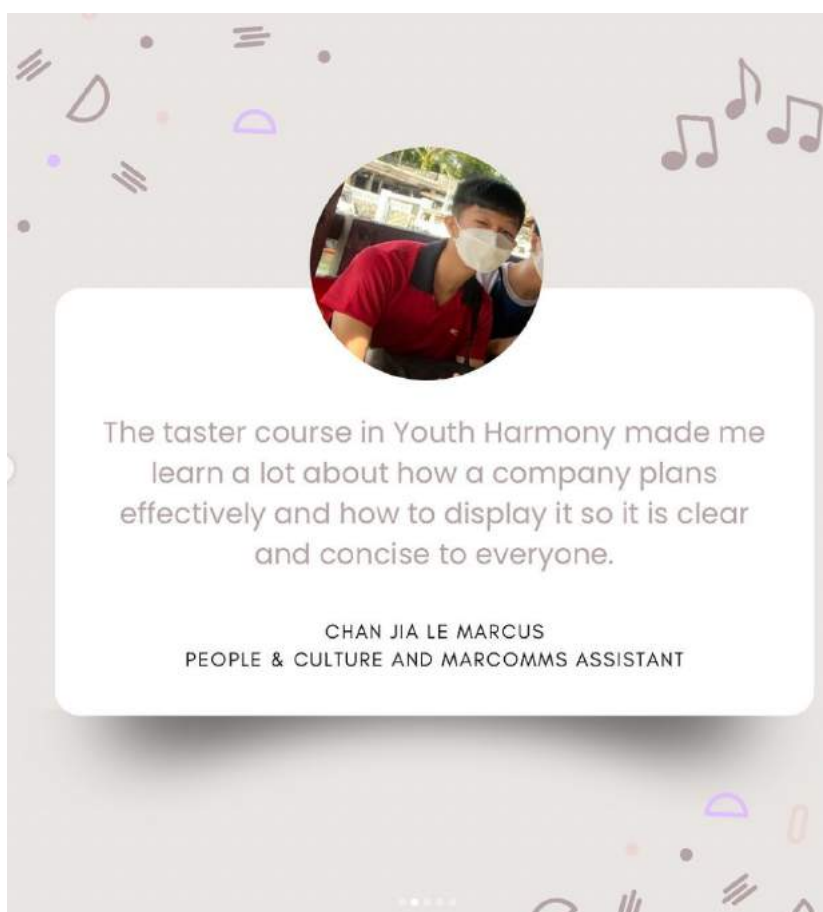 The taster course in Youth Harmony made me
learn a lot about how a company plans
effectively and how to display it so it is clear
and concise to everyone.
CHAN JIA LE MARCUS
PEOPLE & CULTURE AND MARCOMMS ASSISTANT